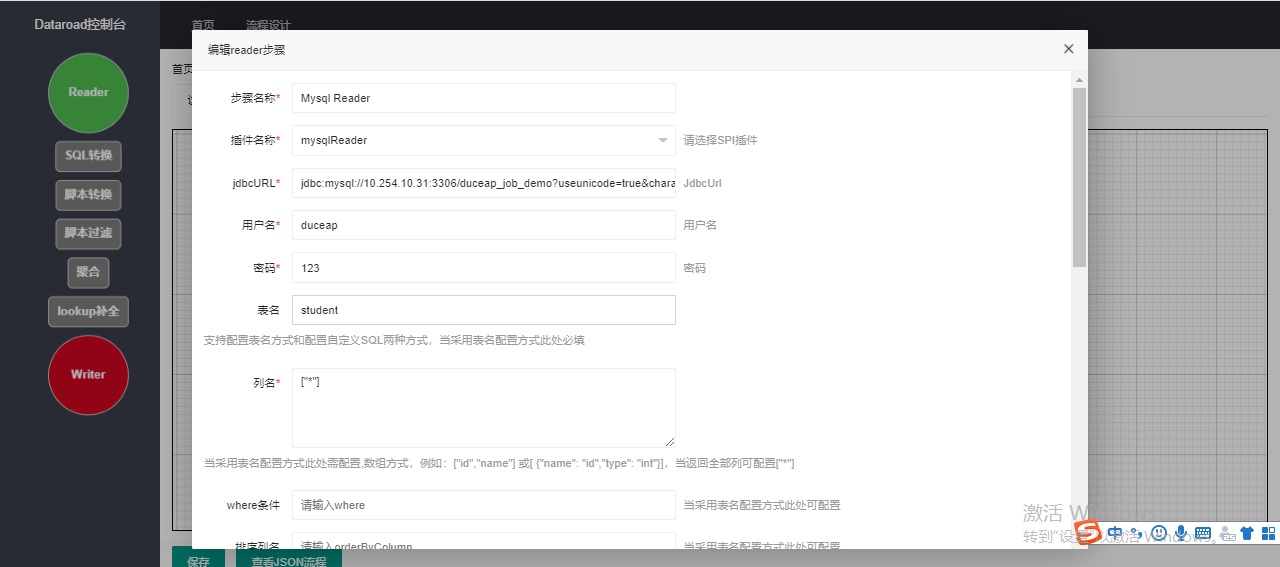 Dataroad控制台
首页 流程设计
编辑reader步骤
×
首页
Reader
步骤名称* Mysql Reader
SQL转换
插件名称* mysqlReader 请选择SPI插件
脚本转换
jdbcURL* jdbc:mysql://10.254.10.31:3306/duceap_job_demo?useunicode=true&chara JdbcUrl
脚本过滤
用户名* duceap 用户名
聚合
密码* 123 密码
lookup补全
表名 student
支持配置表名方式和配置自定义SQL两种方式，当采用表名配置方式此处必填
Writer
列名* ["*"]
当采用表名配置方式此处需配置,数组方式，例如：["id","name"] 或[ {"name": "id","type": "int"}]，当返回全部列可配置["*"]
where条件 请输入where 当采用表名配置方式此处可配置
激活 Windows
中
转到"设置"以激活 Windows。
排序列名 请输入orderByColumn 当采用表名配置方式此处可配置
保存 查看JSON流程